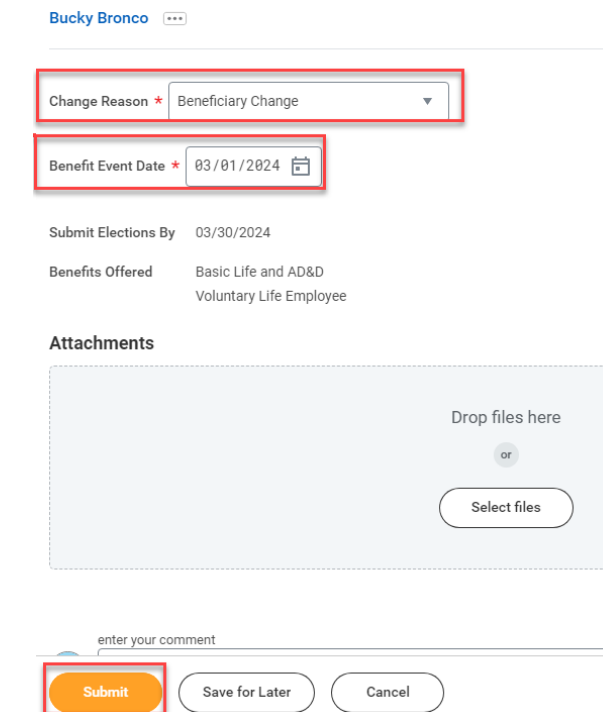 Bucky Bronco
Change Reason * Beneficiary Change
Benefit Event Date * 03/01/2024
Submit Elections By 03/30/2024
Benefits Offered Basic Life and AD&D
Voluntary Life Employee
Attachments
Drop files here
or
Select files
enter your comment
Submit Save for Later Cancel